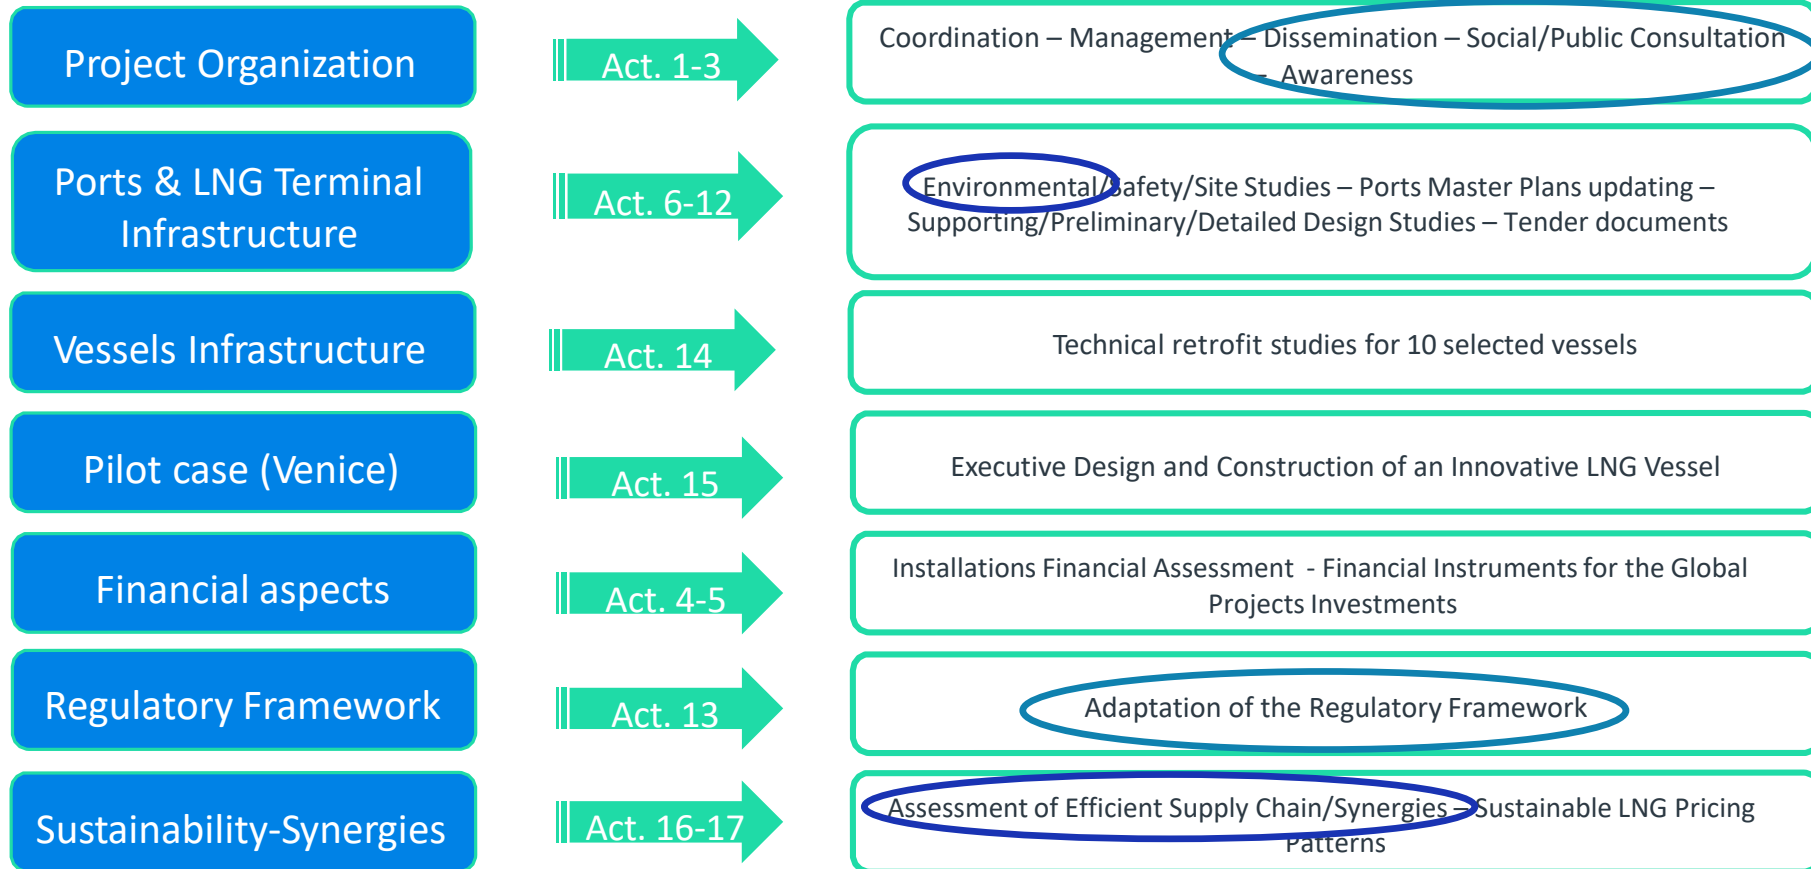 Project Organization
Act. 1-3
Coordination – Management – Dissemination – Social/Public Consultation
– Awareness
Ports & LNG Terminal
Infrastructure
Act. 6-12
Environmental/Safety/Site Studies – Ports Master Plans updating –
Supporting/Preliminary/Detailed Design Studies – Tender documents
Vessels Infrastructure
Act. 14
Technical retrofit studies for 10 selected vessels
Pilot case (Venice)
Act. 15
Executive Design and Construction of an Innovative LNG Vessel
Financial aspects
Act. 4-5
Installations Financial Assessment - Financial Instruments for the Global
Projects Investments
Regulatory Framework
Act. 13
Adaptation of the Regulatory Framework
Sustainability-Synergies
Act. 16-17
Assessment of Efficient Supply Chain/Synergies – Sustainable LNG Pricing
Patterns